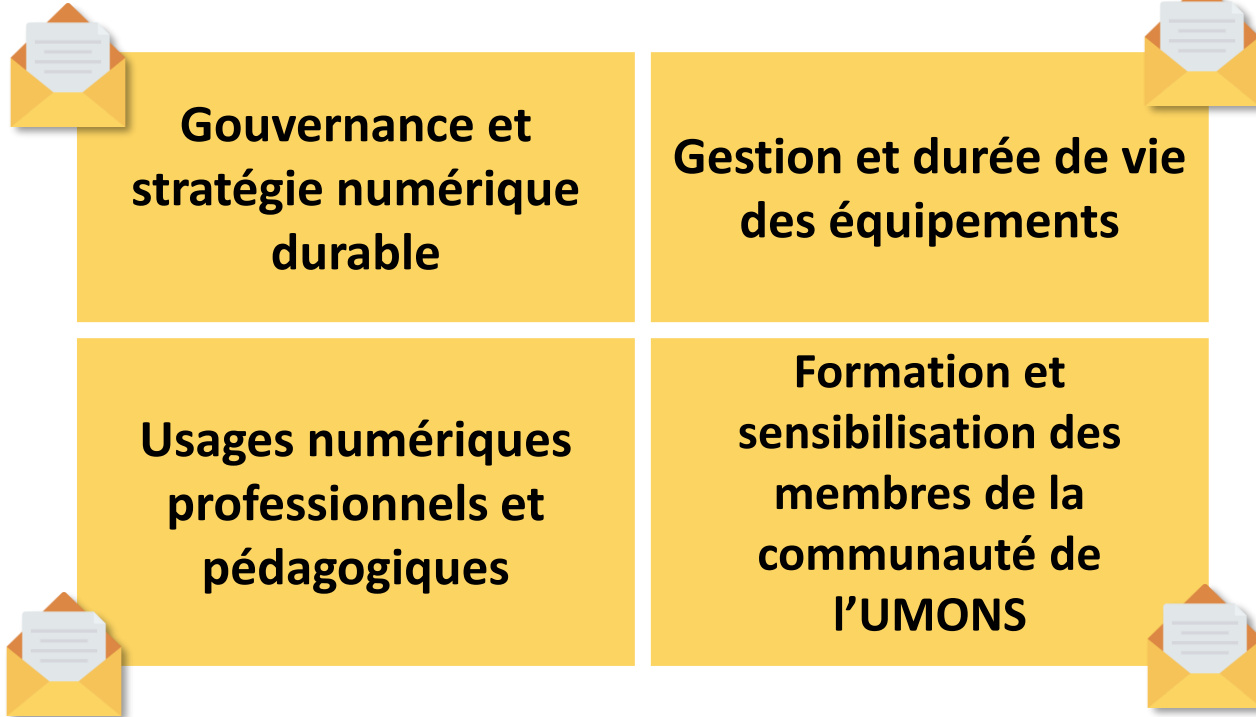 Gouvernance et
stratégie numérique
durable
Gestion et durée de vie
des équipements
Usages numériques
professionnels et
pédagogiques
Formation et
sensibilisation des
membres de la
communauté de
l’UMONS